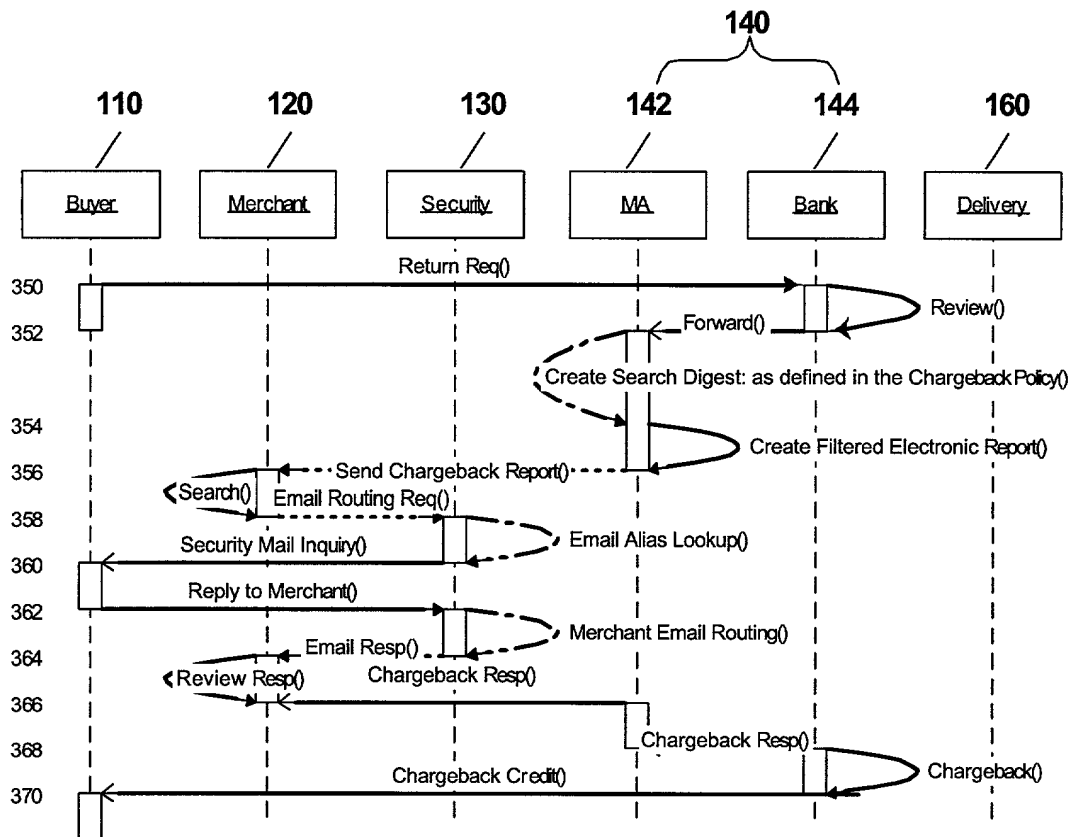 140
110 120 130 142 144 160
Buyer Merchant Security MA Bank Delivery
350 Return Req()
Review()
352 Forward()
Create Search Digest: as defined in the Chargeback Policy()
354
Create Filtered Electronic Report()
356 Send Chargeback Report()
Search() Email Routing Req()
358
Email Alias Lookup()
Security Mail Inquiry()
360
Reply to Merchant()
362
Merchant Email Routing()
Email Resp()
364
Review Resp() Chargeback Resp()
366
Chargeback Resp()
368
Chargeback()
Chargeback Credit()
370